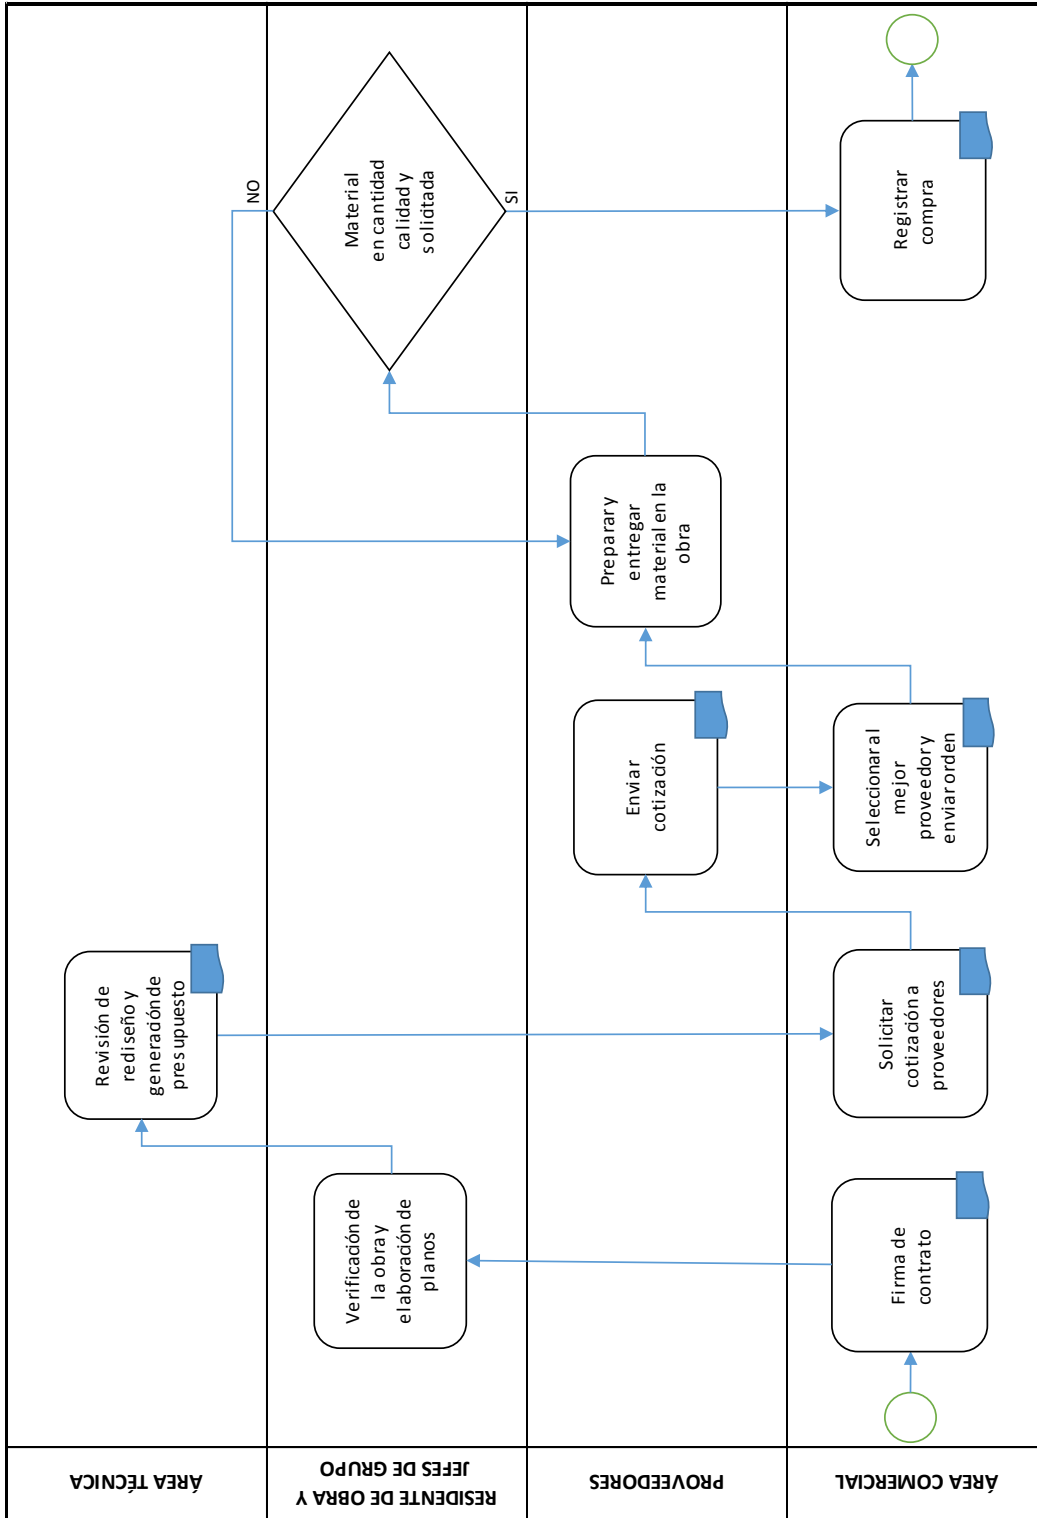 ÁREA TÉCNICA
RESIDENTE DE OBRA Y
JEFES DE GRUPO
PROVEEDORES
ÁREA COMERCIAL
Firma de
contrato
Verificación de
la obra y
elaboración de
planos
Revisión de
rediseño y
generación de
presupuesto
Solicitar
cotización a
proveedores
Enviar
cotización
Seleccionar al
mejor
proveedor y
enviar orden
Preparar y
entregar
material en la
obra
Material
en cantidad
calidad y
solidtada
NO
SI
Registrar
compra